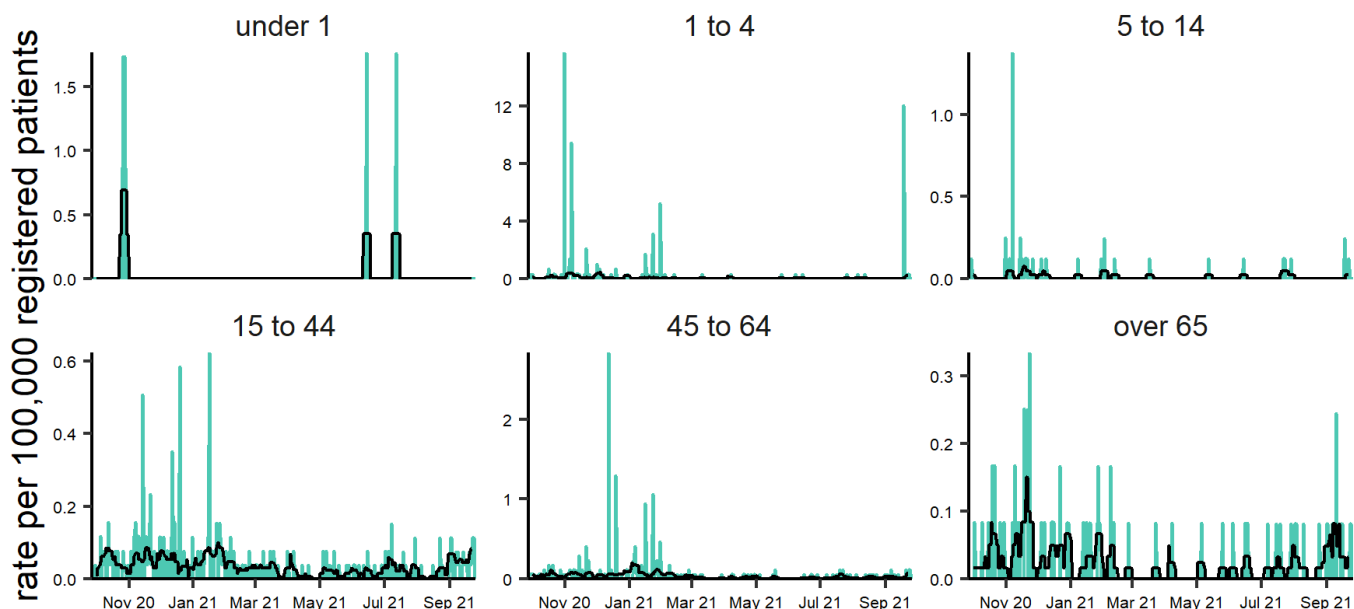 rate per 100,000 registered patients
under 1
1.5
1.0
0.5
0.0
1 to 4
12
8
4
0
5 to 14
1.0
0.5
0.0
15 to 44
0.6
0.4
0.2
0.0
Nov 20 Jan 21 Mar 21 May 21 Jul 21 Sep 21
45 to 64
2
1
0
Nov 20 Jan 21 Mar 21 May 21 Jul 21 Sep 21
over 65
0.3
0.2
0.1
0.0
Nov 20 Jan 21 Mar 21 May 21 Jul 21 Sep 21